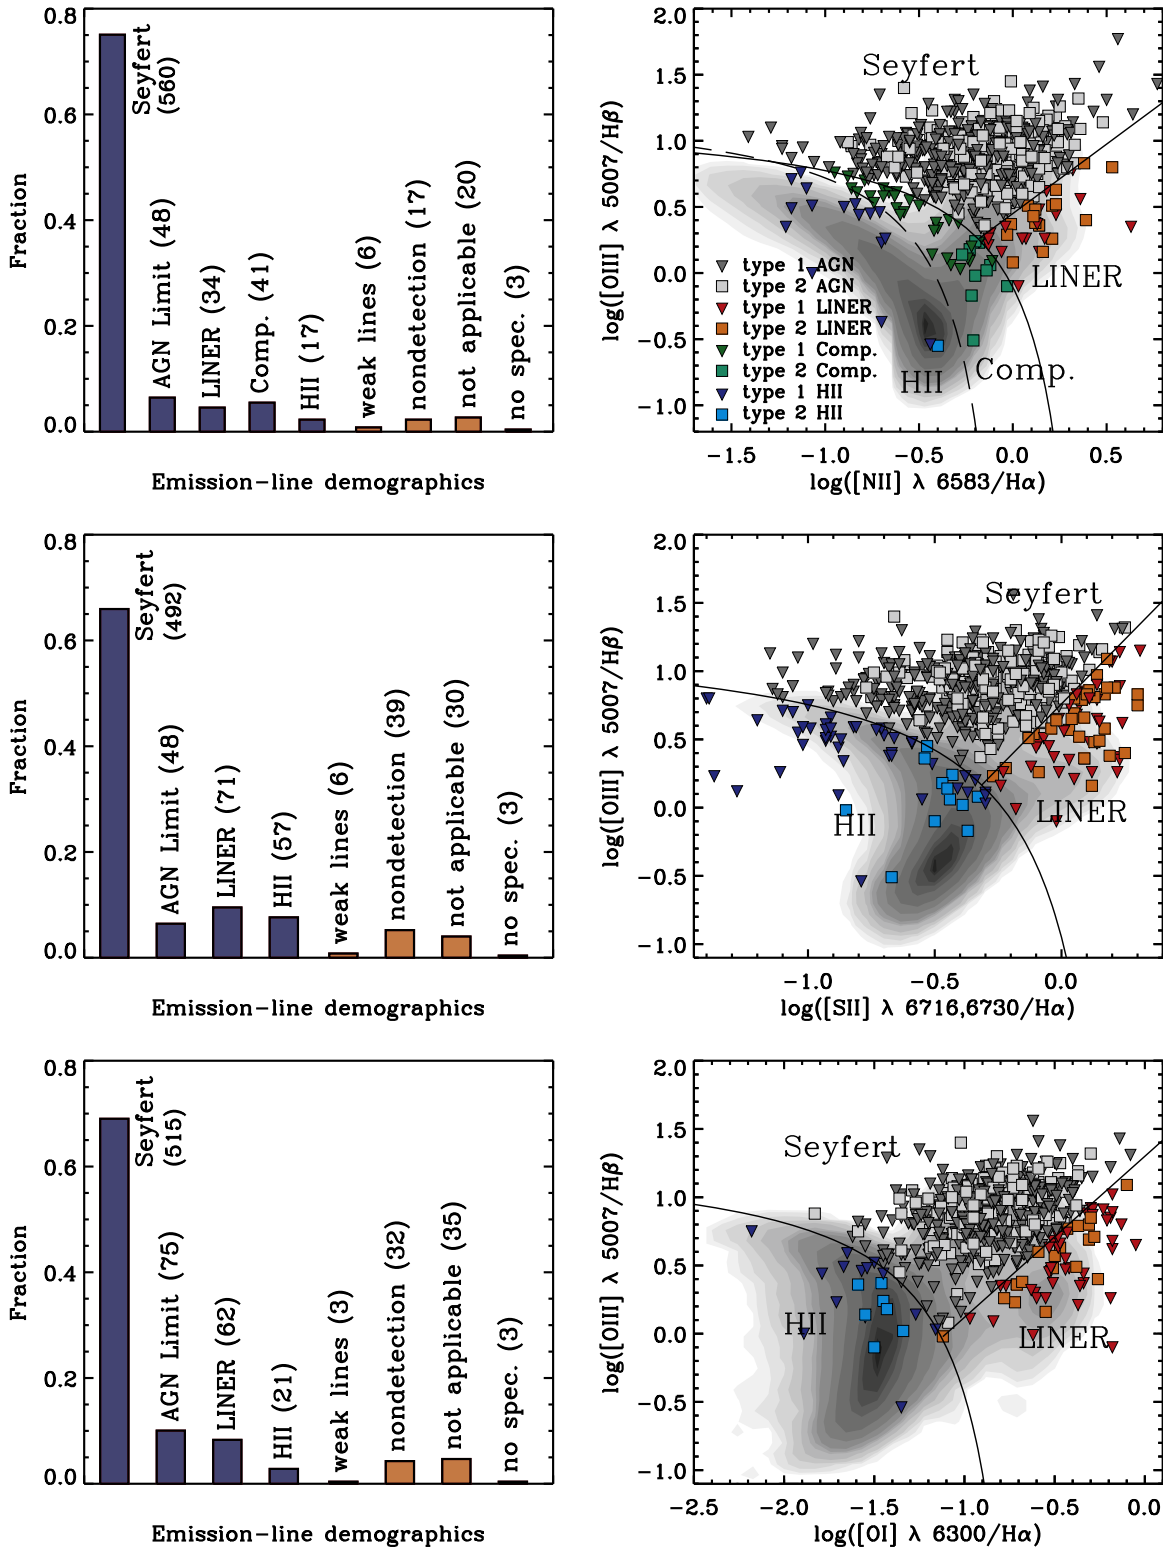 0.8
0.6
0.4
0.2
0.0
Fraction
Seyfert
(560)
AGN Limit (48)
LINER (34)
Comp. (41)
HII (17)
weak lines (6)
nondetection (17)
not applicable (20)
no spec. (3)
Emission-line demographics
2.0
1.5
1.0
0.5
0.0
-0.5
-1.0
log([OIII] λ 5007/Hβ)
Seyfert
LINER
Comp.
HII
type 1 AGN
type 2 AGN
type 1 LINER
type 2 LINER
type 1 Comp.
type 2 Comp.
type 1 HII
type 2 HII
-1.5 -1.0 -0.5 0.0 0.5
log([NII] λ 6583/Hα)
0.8
0.6
0.4
0.2
0.0
Fraction
Seyfert
(492)
AGN Limit (48)
LINER (71)
HII (57)
weak lines (6)
nondetection (39)
not applicable (30)
no spec. (3)
Emission-line demographics
2.0
1.5
1.0
0.5
0.0
-0.5
-1.0
log([OIII] λ 5007/Hβ)
Seyfert
HII
LINER
-1.0 -0.5 0.0
log([SII] λ 6716,6730/Hα)
0.8
0.6
0.4
0.2
0.0
Fraction
Seyfert
(515)
AGN Limit (75)
LINER (62)
HII (21)
weak lines (3)
nondetection (32)
not applicable (35)
no spec. (3)
Emission-line demographics
2.0
1.5
1.0
0.5
0.0
-0.5
-1.0
log([OIII] λ 5007/Hβ)
Seyfert
HII
LINER
-2.5 -2.0 -1.5 -1.0 -0.5 0.0
log([OI] λ 6300/Hα)